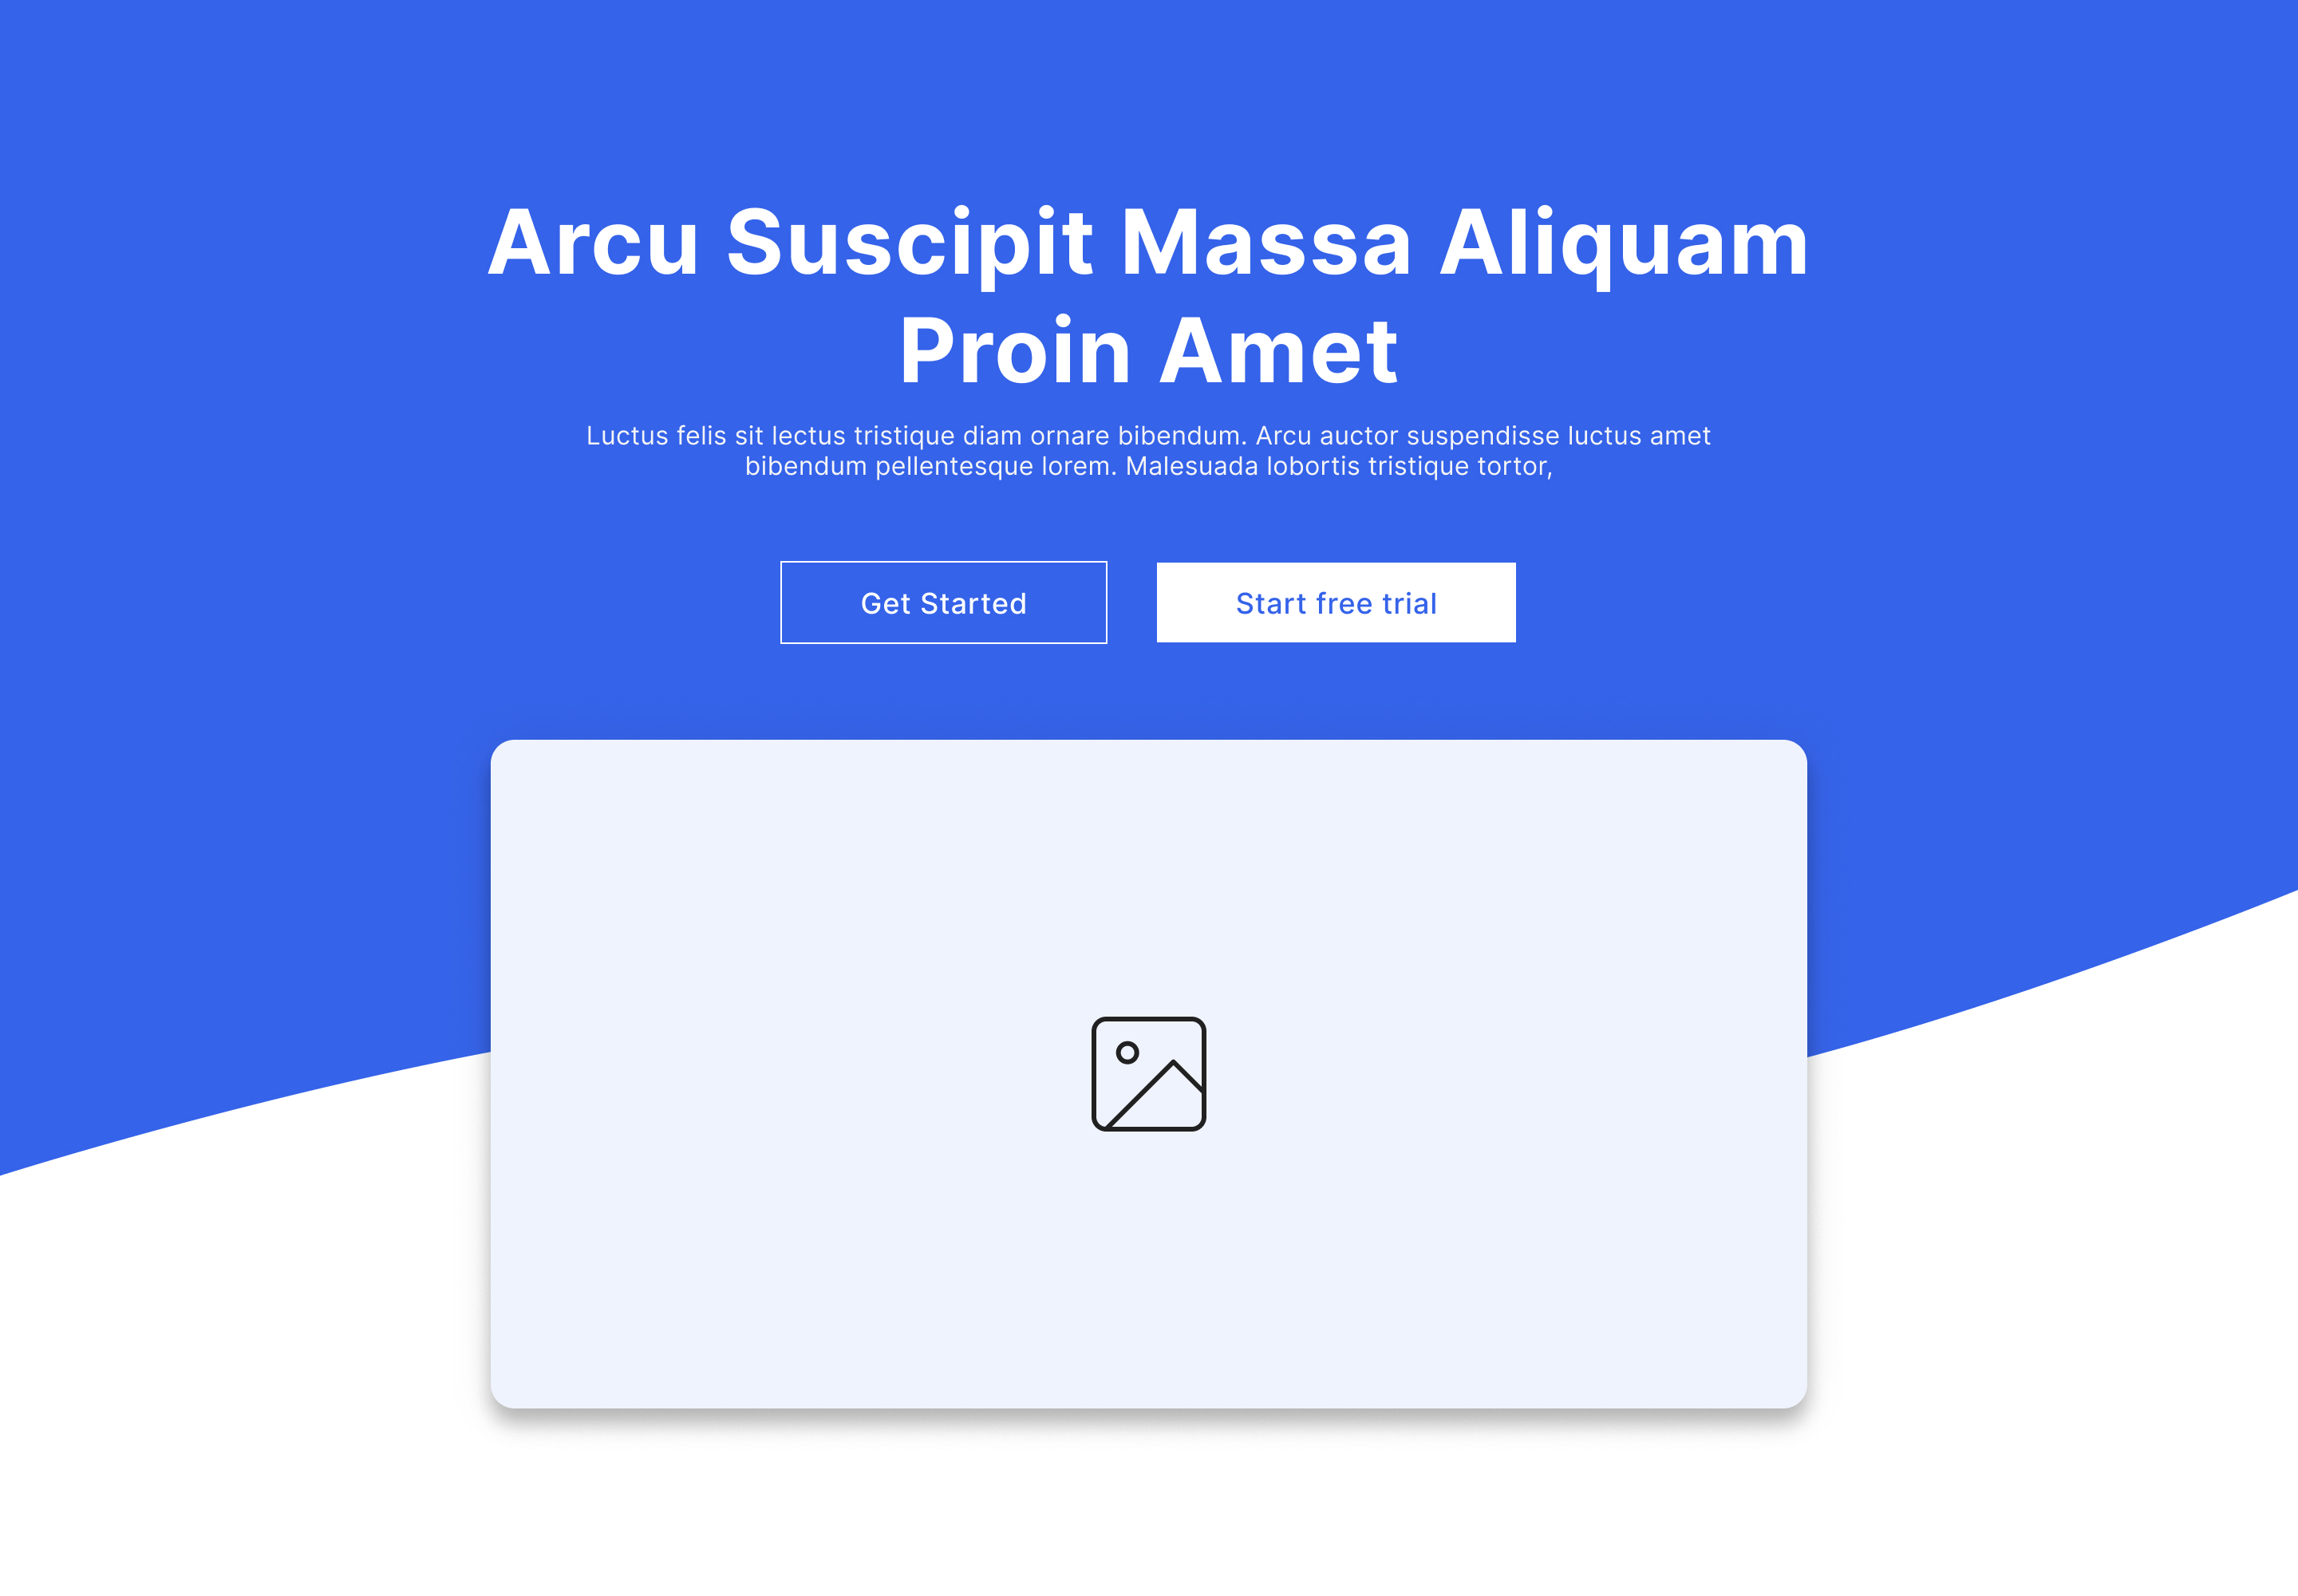 Arcu Suscipit Massa Aliquam
Proin Amet
Luctus felis sit lectus tristique diam ornare bibendum. Arcu auctor suspendisse luctus amet
bibendum pellentesque lorem. Malesuada lobortis tristique tortor,
Get Started
Start free trial